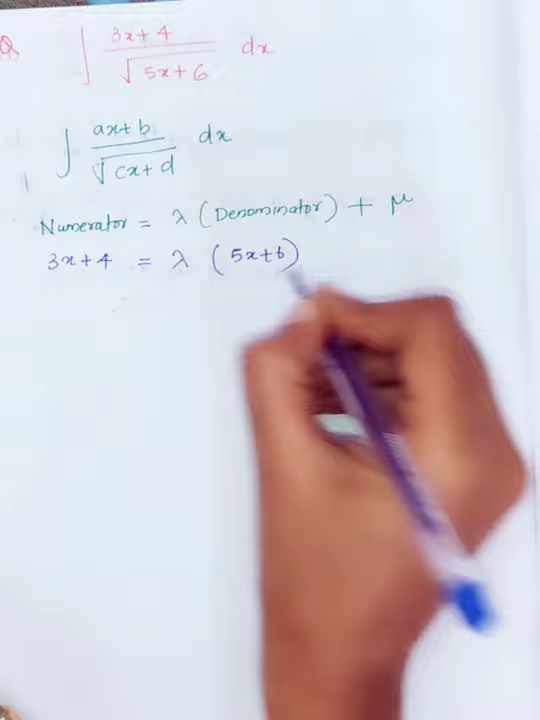 Q ∫ 3x+4 / √5x+6 dx
∫ ax+b / √cx+d dx
Numerator = λ (Denominator) + μ
3x+4 = λ (5x+6)